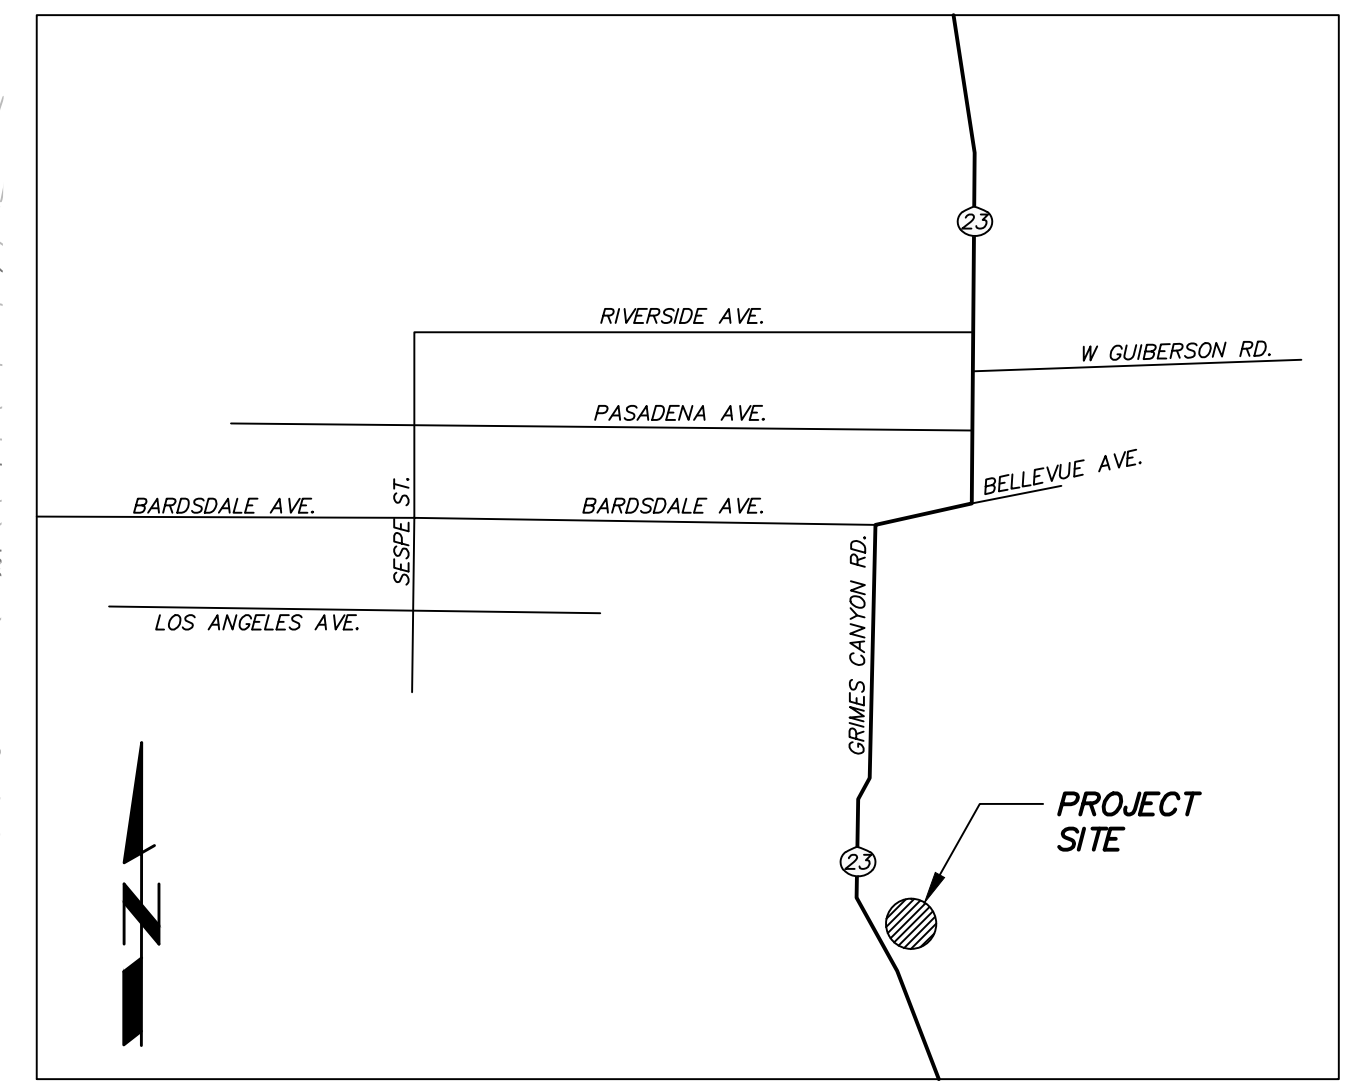 23
RIVERSIDE AVE.
W GUIBERSON RD.
PASADENA AVE.
BELLEVUE AVE.
BARDSDALE AVE.
SESPE ST.
BARDSDALE AVE.
GRIMES CANYON RD.
LOS ANGELES AVE.
PROJECT
SITE
23
N